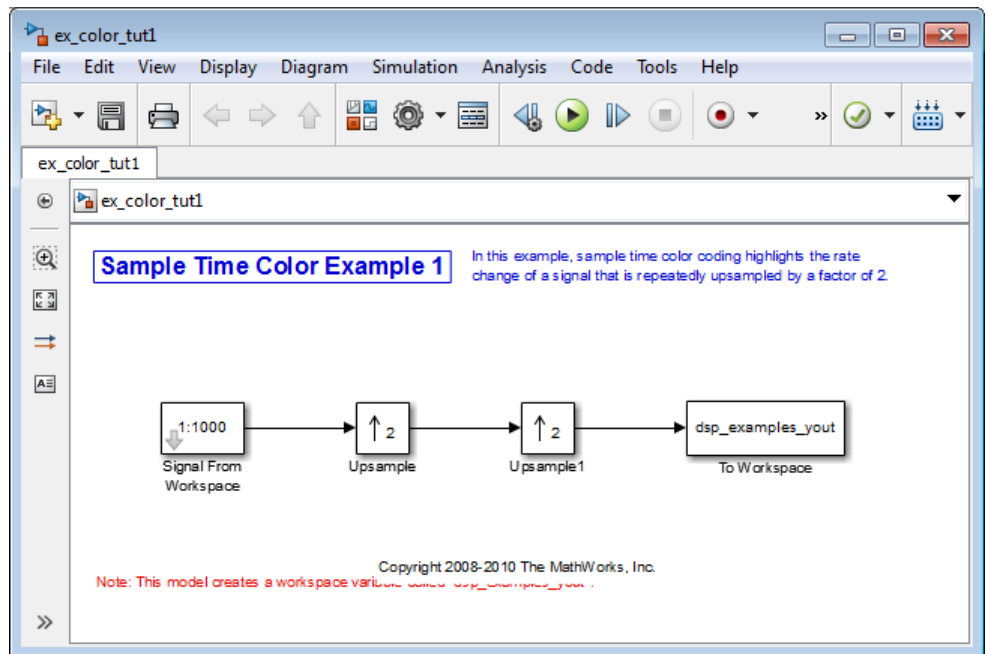 ex_color_tut1
File Edit View Display Diagram Simulation Analysis Code Tools Help
»
ex_color_tut1
ex_color_tut1
Sample Time Color Example 1
In this example, sample time color coding highlights the rate
change of a signal that is repeatedly upsampled by a factor of 2.
1:1000
2
2
dsp_examples_yout
Signal From
Workspace
Upsample
Upsample1
To Workspace
Copyright 2008-2010 The MathWorks, Inc.
Note: This model creates a workspace variable called "dsp_examples_yout".
A
»